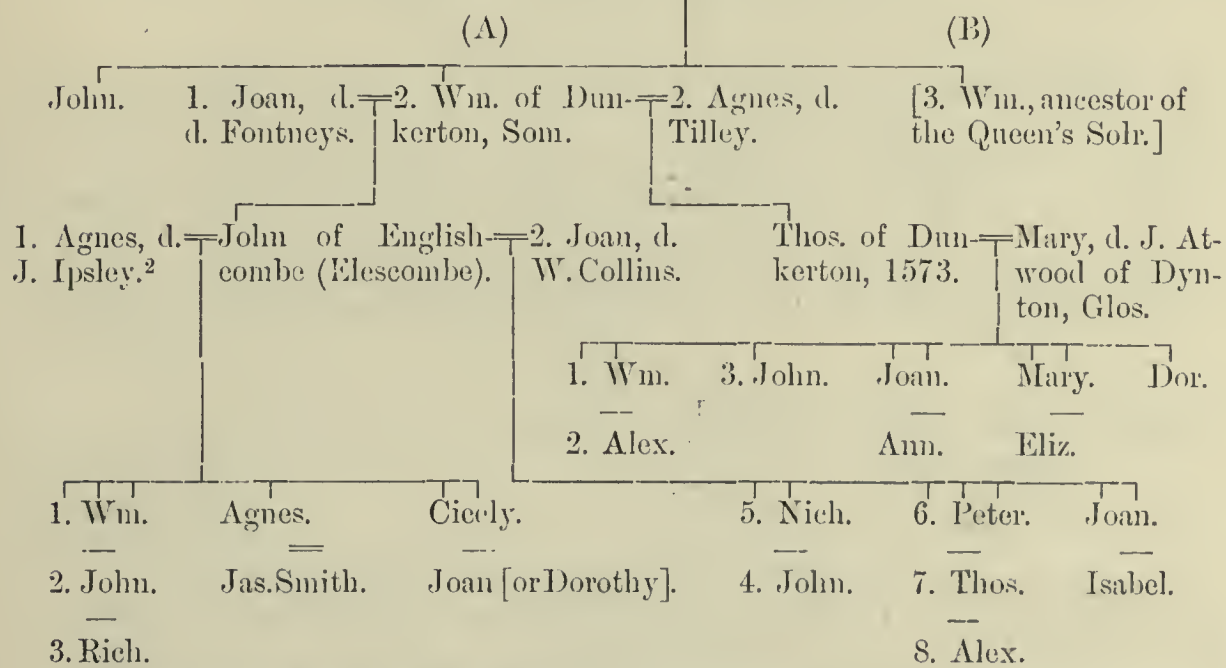 (A) (B)
John. 1. Joan, d. 2. Wm. of Dun- 2. Agnes, d. [3. Wm., ancestor of
d. Fontneys. kerton, Som. Tilley. the Queen's Solr.]
1. Agnes, d. John of English- 2. Joan, d. Thos. of Dun- Mary, d. J. At-
J. Ipsley.² combe (Elescombe). W. Collins. kerton, 1573. wood of Dyn-
ton, Glos.
1. Wm. 3. John. Joan. Mary. Dor.
2. Alex. Ann. Eliz.
1. Wm. Agnes. Cicely. 5. Nich. 6. Peter. Joan.
2. John. Jas. Smith. Joan [or Dorothy]. 4. John. 7. Thos. Isabel.
3. Rich. 8. Alex.